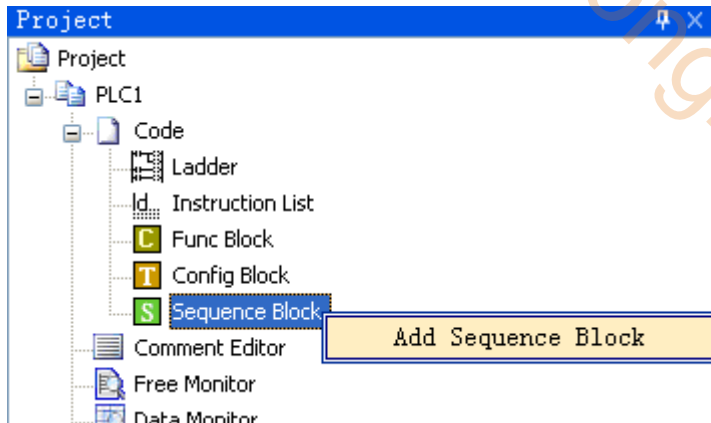 Project
Project
PLC1
Code
Ladder
ld... Instruction List
C Func Block
T Config Block
S Sequence Block
Add Sequence Block
Comment Editor
Free Monitor
Data Monitor